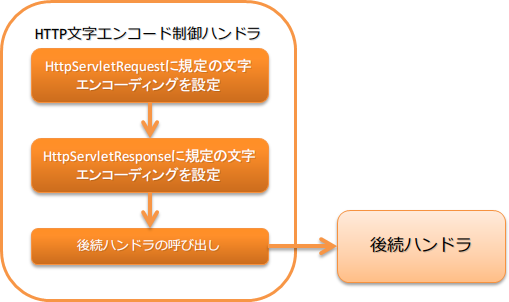 HTTP文字エンコード制御ハンドラ
HttpServletRequestに規定の文字
エンコーディングを設定
HttpServletResponseに規定の文字
エンコーディングを設定
後続ハンドラの呼び出し
後続ハンドラ